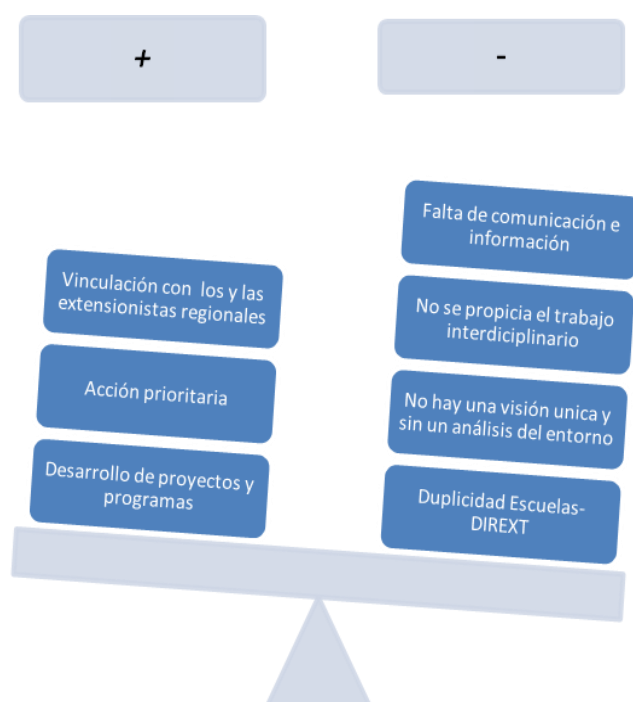 +
-
Vinculación con los y las
extensionistas regionales
Acción prioritaria
Desarrollo de proyectos y
programas
Falta de comunicación e
información
No se propicia el trabajo
interdiciplinario
No hay una visión unica y
sin un análisis del entorno
Duplicidad Escuelas-
DIREXT